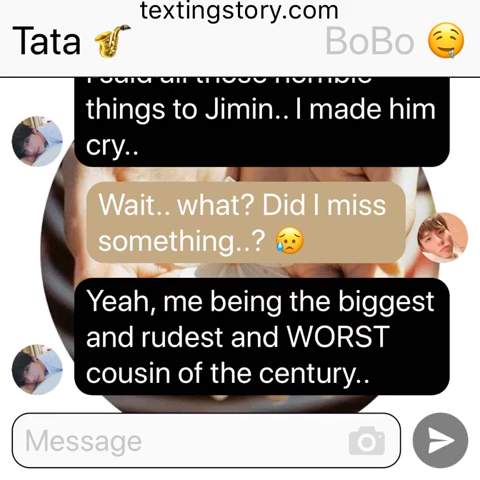 textingstory.com
Tata 🎷 BoBo 🤤
I said all those horrible
things to Jimin.. I made him
cry..
Wait.. what? Did I miss
something..? 😥
Yeah, me being the biggest
and rudest and WORST
cousin of the century..
Message